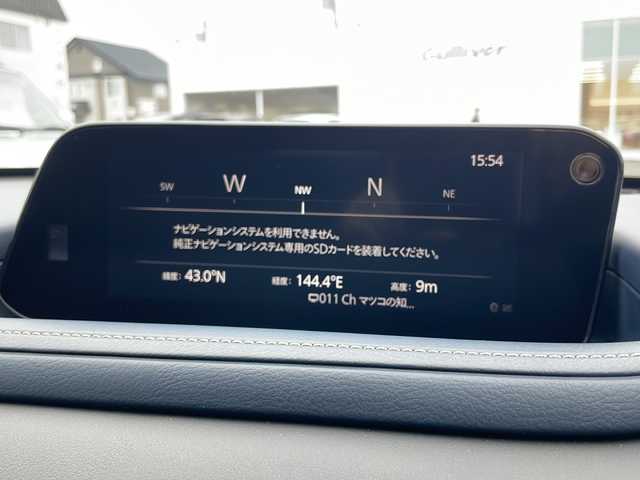 Gulliver
15:54
SW W NW N NE
ナビゲーションシステムを利用できません。
純正ナビゲーションシステム専用のSDカードを装着してください。
緯度: 43.0°N 経度: 144.4°E 高度: 9m
011 Ch マツコの知...